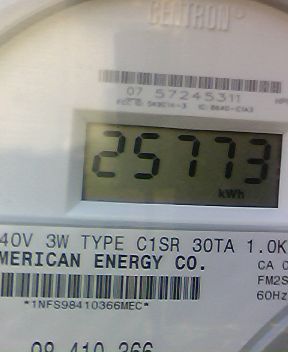 CENTRON®
07 57245311
25773
kWh
40V 3W TYPE C1SR 30TA 1.0K
MERICAN ENERGY CO.
CA 0
FM2S
60Hz
*1NFS98410366MEC*
98 410 366